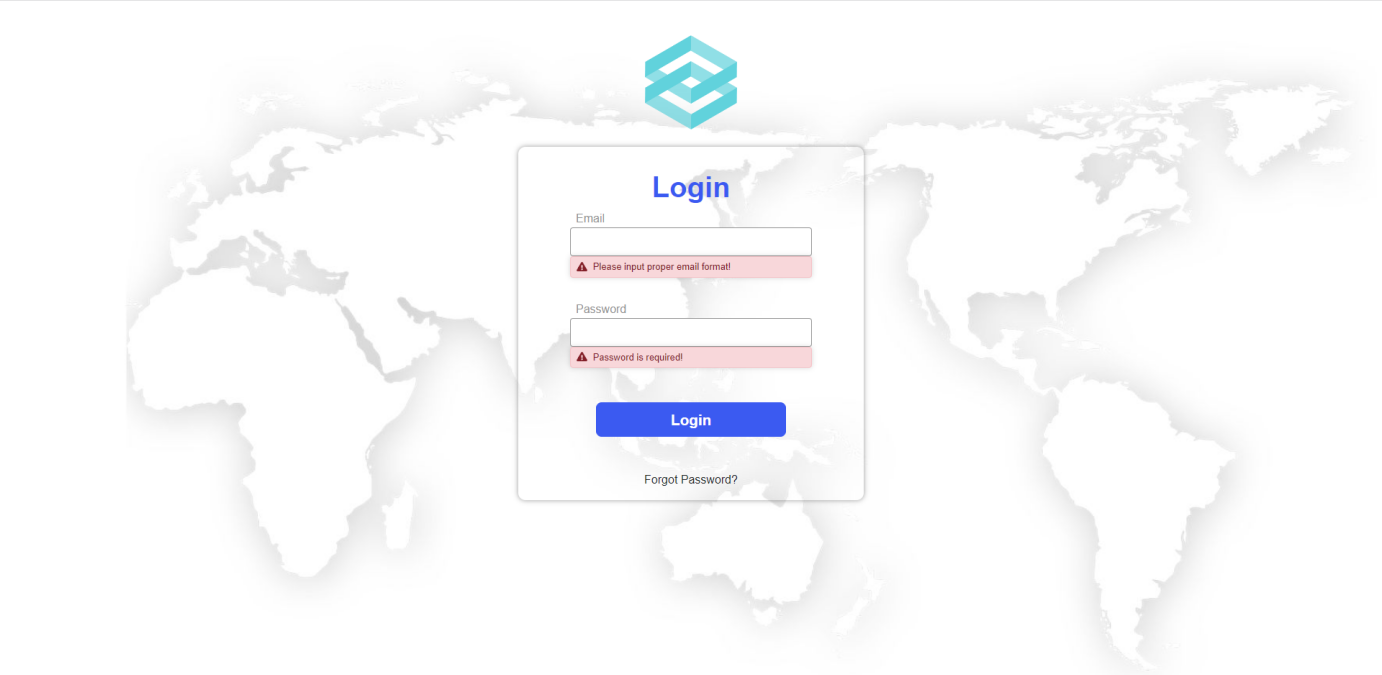 Login
Email
Please input proper email format!
Password
Password is required!
Login
Forgot Password?